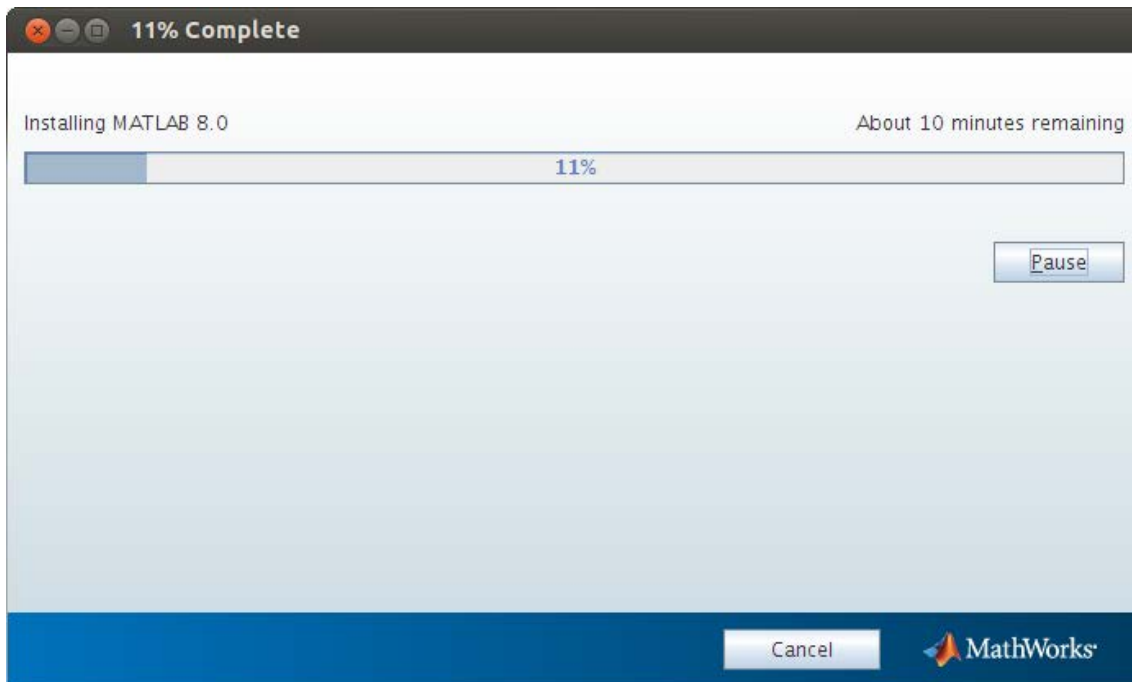 11% Complete
Installing MATLAB 8.0 About 10 minutes remaining
11%
Pause
Cancel MathWorks